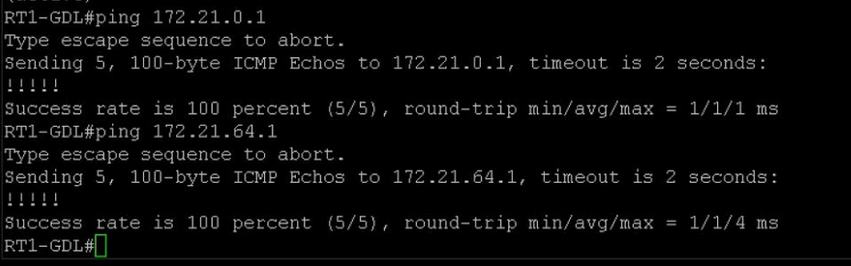 RT1-GDL#ping 172.21.0.1
Type escape sequence to abort.
Sending 5, 100-byte ICMP Echos to 172.21.0.1, timeout is 2 seconds:
!!!!!
Success rate is 100 percent (5/5), round-trip min/avg/max = 1/1/1 ms
RT1-GDL#ping 172.21.64.1
Type escape sequence to abort.
Sending 5, 100-byte ICMP Echos to 172.21.64.1, timeout is 2 seconds:
!!!!!
Success rate is 100 percent (5/5), round-trip min/avg/max = 1/1/4 ms
RT1-GDL#